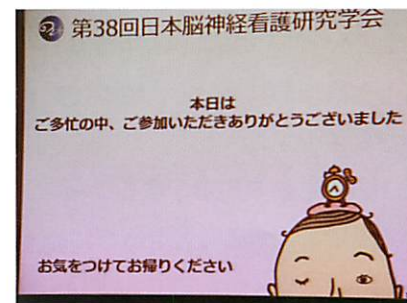 第38回日本脳神経看護研究学会
本日は
ご多忙の中、ご参加いただきありがとうございました
お気をつけてお帰りください